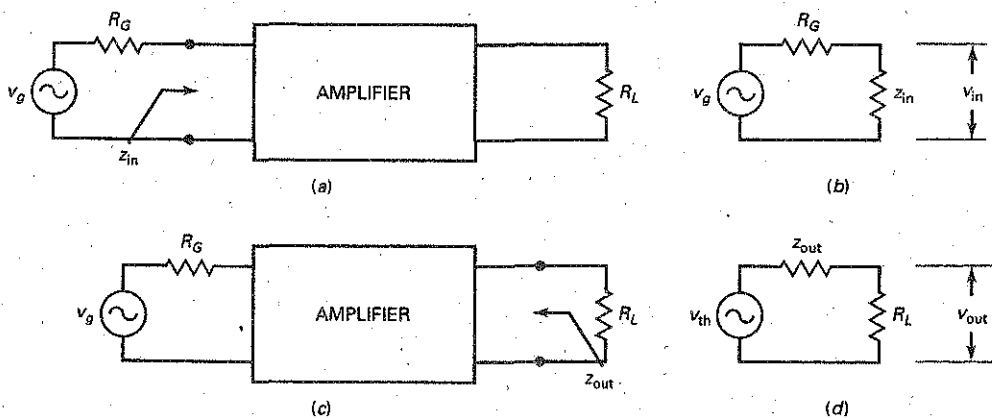 R_G
v_g
AMPLIFIER
R_L
z_in
(a)
R_G
v_g
z_in
v_in
(b)
R_G
v_g
AMPLIFIER
R_L
z_out
(c)
z_out
v_th
R_L
v_out
(d)